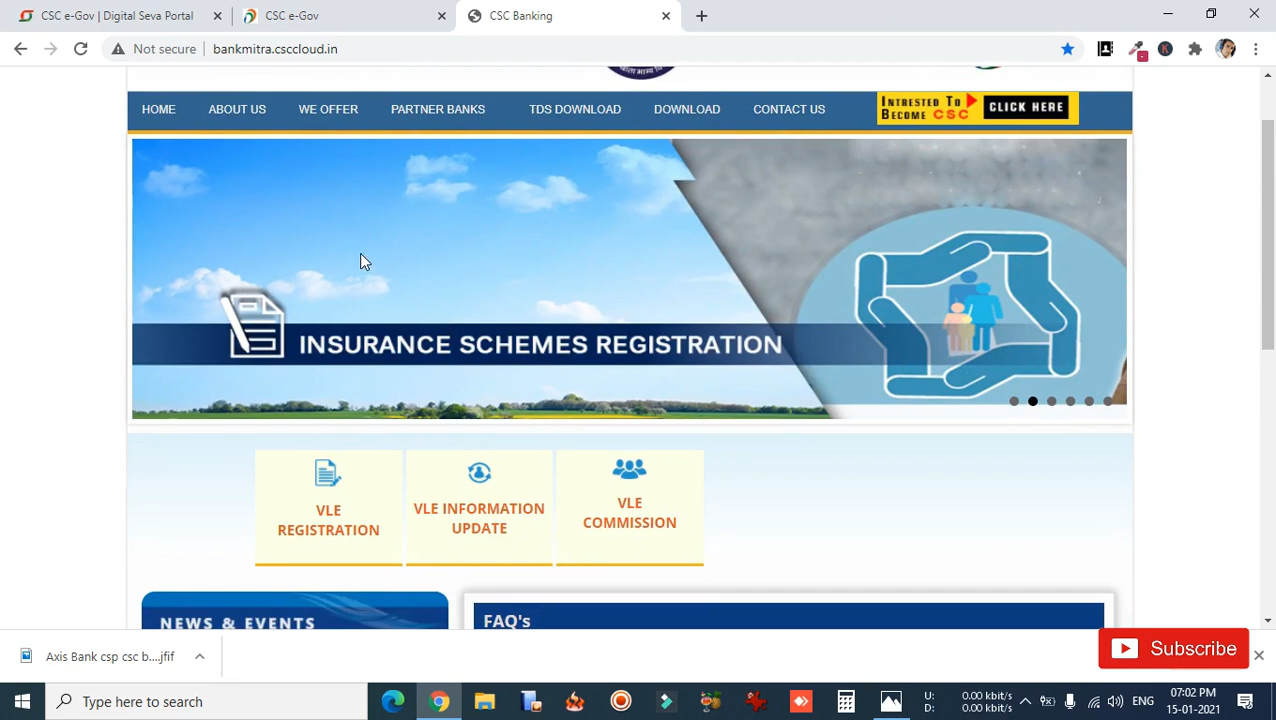 CSC e-Gov | Digital Seva Portal
CSC e-Gov
CSC Banking
Not secure
bankmitra.csccloud.in
HOME
ABOUT US
WE OFFER
PARTNER BANKS
TDS DOWNLOAD
DOWNLOAD
CONTACT US
INTRESTED TO
BECOME CSC
CLICK HERE
INSURANCE SCHEMES REGISTRATION
VLE
REGISTRATION
VLE INFORMATION
UPDATE
VLE
COMMISSION
NEWS & EVENTS
FAQ's
Axis Bank csp csc b....jfif
Subscribe
Type here to search
U: 0.00 kbit/s
D: 0.00 kbit/s
ENG
07:02 PM
15-01-2021